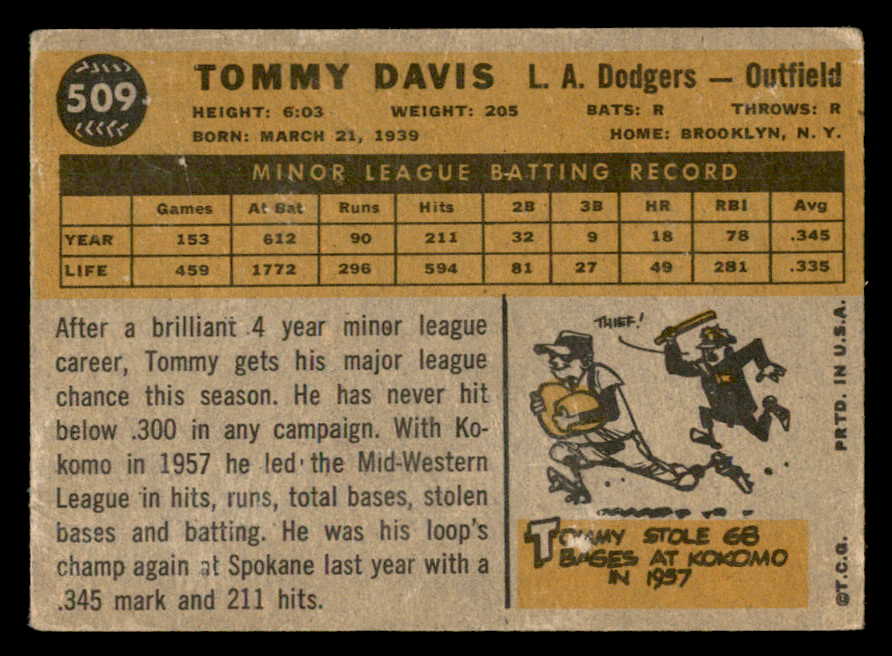 509
TOMMY DAVIS L. A. Dodgers — Outfield
HEIGHT: 6:03 WEIGHT: 205 BATS: R THROWS: R
BORN: MARCH 21, 1939 HOME: BROOKLYN, N. Y.
MINOR LEAGUE BATTING RECORD
Games At Bat Runs Hits 2B 3B HR RBI Avg
YEAR 153 612 90 211 32 9 18 78 .345
LIFE 459 1772 296 594 81 27 49 281 .335
After a brilliant 4 year minor league
career, Tommy gets his major league
chance this season. He has never hit
below .300 in any campaign. With Ko-
komo in 1957 he led the Mid-Western
League in hits, runs, total bases, stolen
bases and batting. He was his loop's
champ again at Spokane last year with a
.345 mark and 211 hits.
THIEF!
TOMMY STOLE 68
BASES AT KOKOMO
IN 1957
PRTD. IN U.S.A.
©T.C.G.